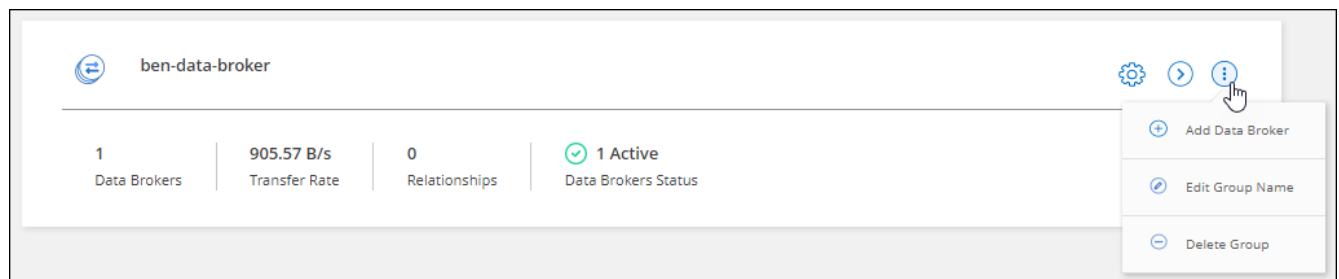 ben-data-broker
1 905.57 B/s 0 1 Active
Data Brokers Transfer Rate Relationships Data Brokers Status
Add Data Broker
Edit Group Name
Delete Group